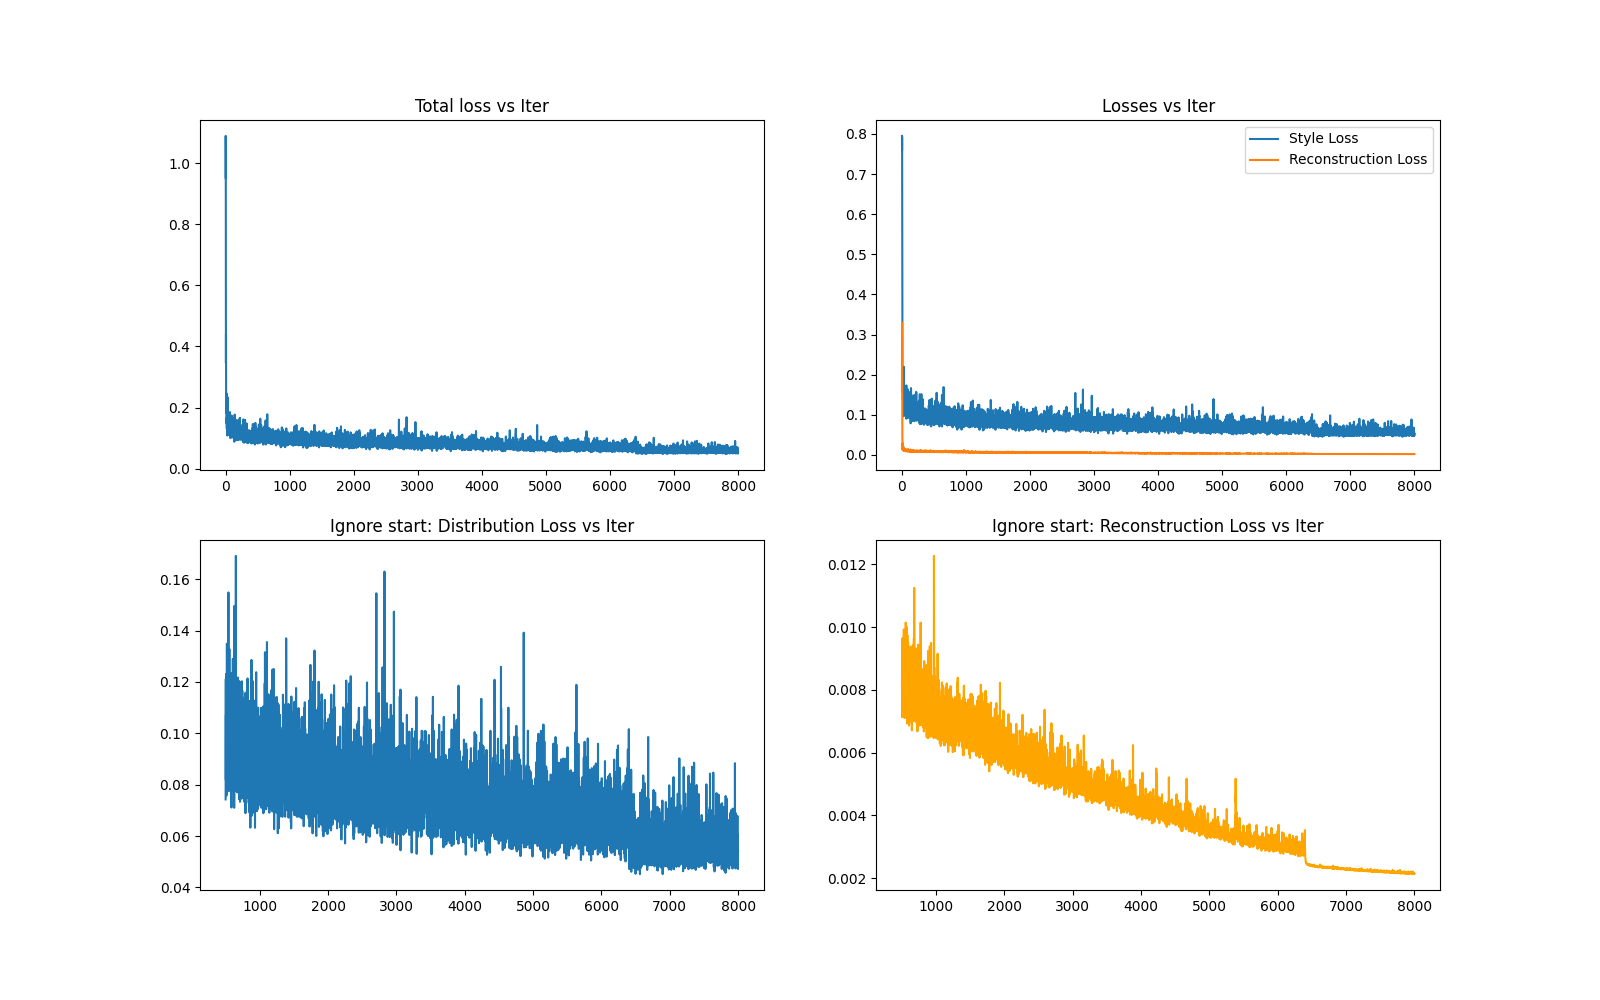 Total loss vs Iter
1.0
0.8
0.6
0.4
0.2
0.0
0 1000 2000 3000 4000 5000 6000 7000 8000
Losses vs Iter
Style Loss
Reconstruction Loss
0.8
0.7
0.6
0.5
0.4
0.3
0.2
0.1
0.0
0 1000 2000 3000 4000 5000 6000 7000 8000
Ignore start: Distribution Loss vs Iter
0.16
0.14
0.12
0.10
0.08
0.06
0.04
1000 2000 3000 4000 5000 6000 7000 8000
Ignore start: Reconstruction Loss vs Iter
0.012
0.010
0.008
0.006
0.004
0.002
1000 2000 3000 4000 5000 6000 7000 8000